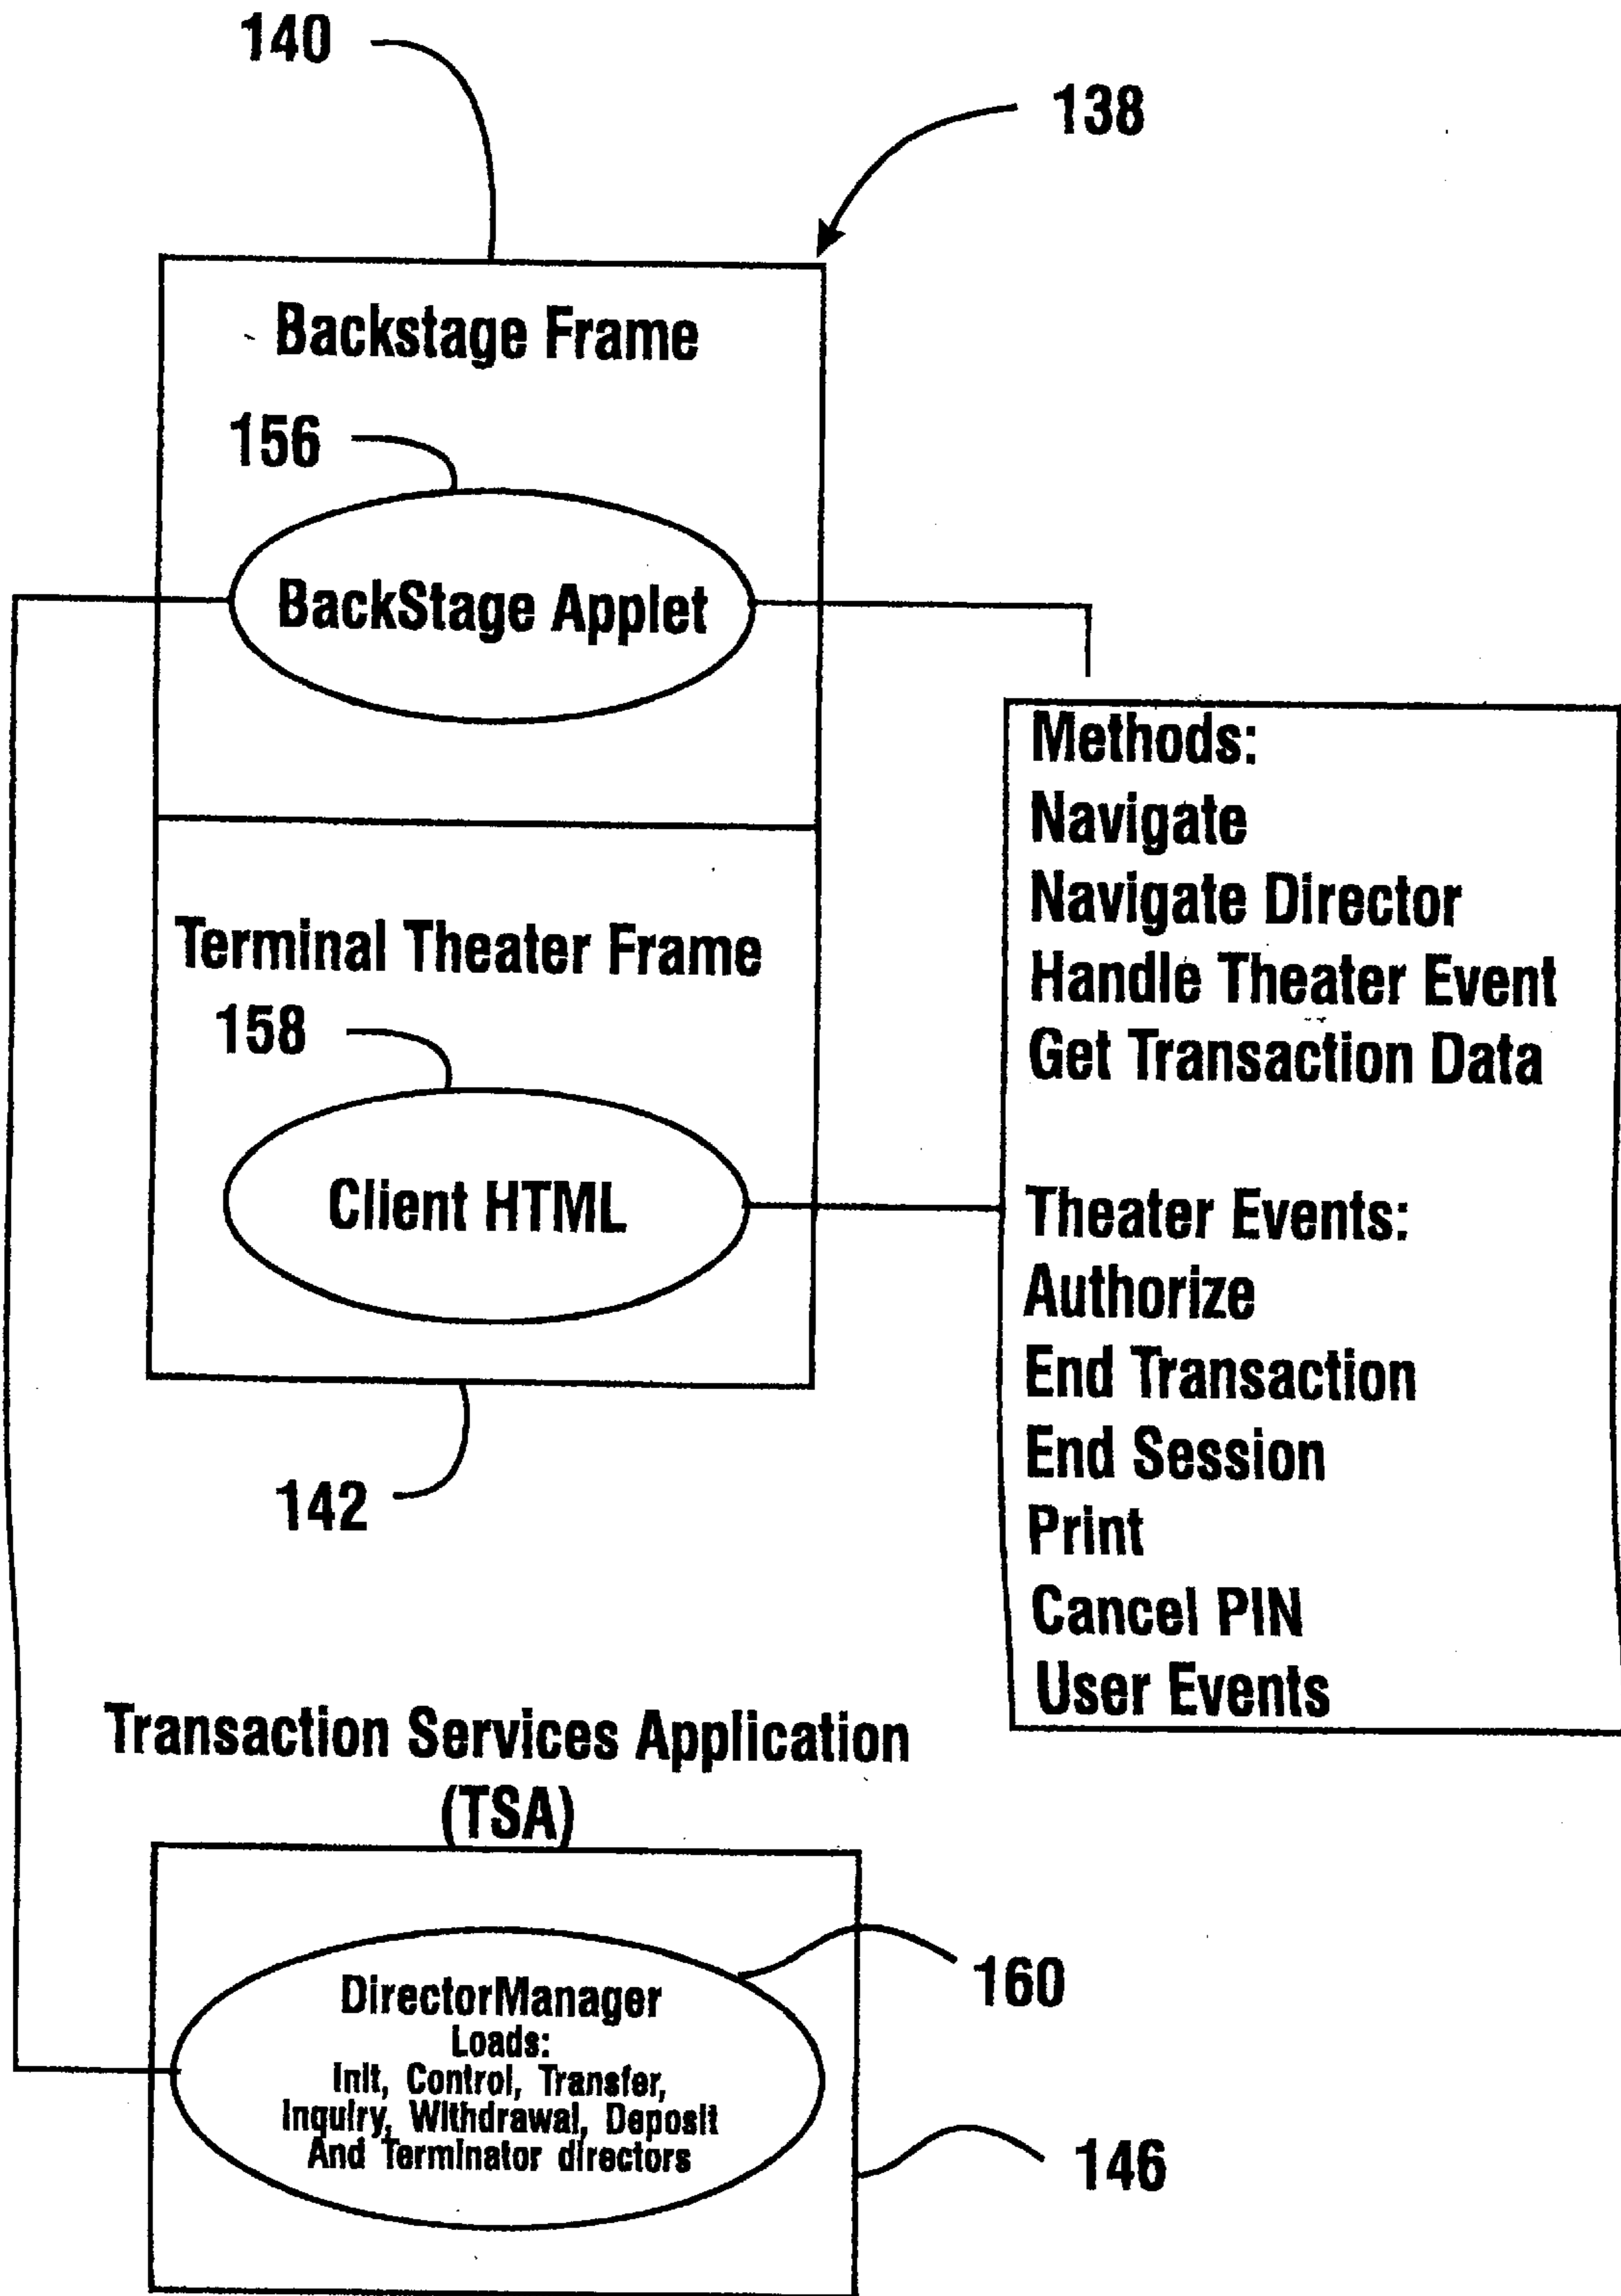 140
138
Backstage Frame
156
BackStage Applet
Terminal Theater Frame
158
Client HTML
142
Methods:
Navigate
Navigate Director
Handle Theater Event
Get Transaction Data
Theater Events:
Authorize
End Transaction
End Session
Print
Cancel PIN
User Events
Transaction Services Application
(TSA)
160
DirectorManager
Loads:
Init, Control, Transfer,
Inquiry, Withdrawal, Deposit
And Terminator directors
146